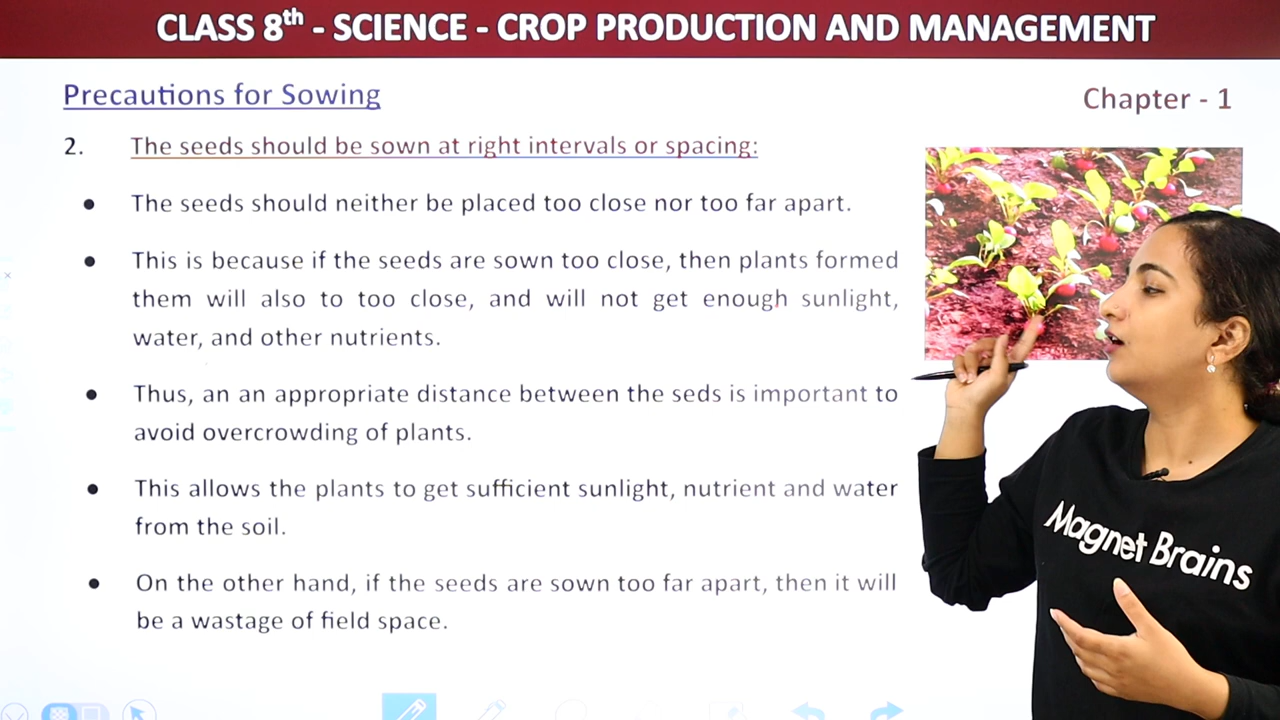 CLASS 8th - SCIENCE - CROP PRODUCTION AND MANAGEMENT
Precautions for Sowing
Chapter - 1
2. The seeds should be sown at right intervals or spacing:
● The seeds should neither be placed too close nor too far apart.
● This is because if the seeds are sown too close, then plants formed
them will also to too close, and will not get enough sunlight,
water, and other nutrients.
● Thus, an an appropriate distance between the seds is important to
avoid overcrowding of plants.
● This allows the plants to get sufficient sunlight, nutrient and water
from the soil.
● On the other hand, if the seeds are sown too far apart, then it will
be a wastage of field space.
Magnet Brains